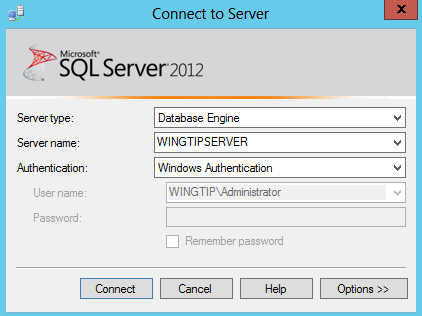 Connect to Server
x
Microsoft
SQL Server 2012
Server type: Database Engine
Server name: WINGTIPSERVER
Authentication: Windows Authentication
User name: WINGTIP\Administrator
Password:
Remember password
Connect Cancel Help Options >>